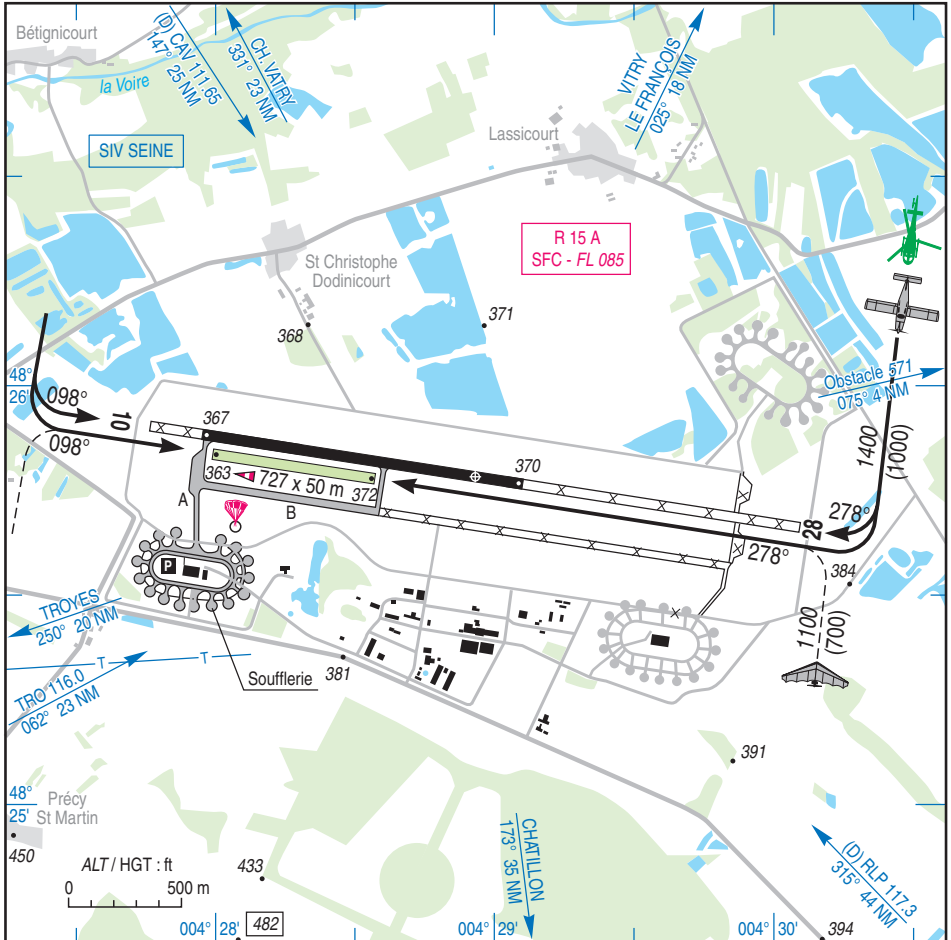 Bétignicourt
la Voire
(D) CAV 111.65
147° 25 NM
CH. VATRY
331° 23 NM
VITRY
LE FRANÇOIS
025° 18 NM
SIV SEINE
Lassicourt
R 15 A
SFC - FL 085
St Christophe
Dodinicourt
368
371
48°
26'
Obstacle 571
075° 4 NM
098°
098°
10
367
363
727 x 50 m
372
370
1400
(1000)
278°
28
278°
A
B
P
384
TROYES
250° 20 NM
1100
(700)
T
T
TRO 116.0
062° 23 NM
Soufflerie
381
391
48°
25'
Précy
St Martin
450
ALT / HGT : ft
0 500 m
433
CHATILLON
173° 35 NM
(D) RLP 117.3
315° 44 NM
004° 28'
482
004° 29'
004° 30'
394